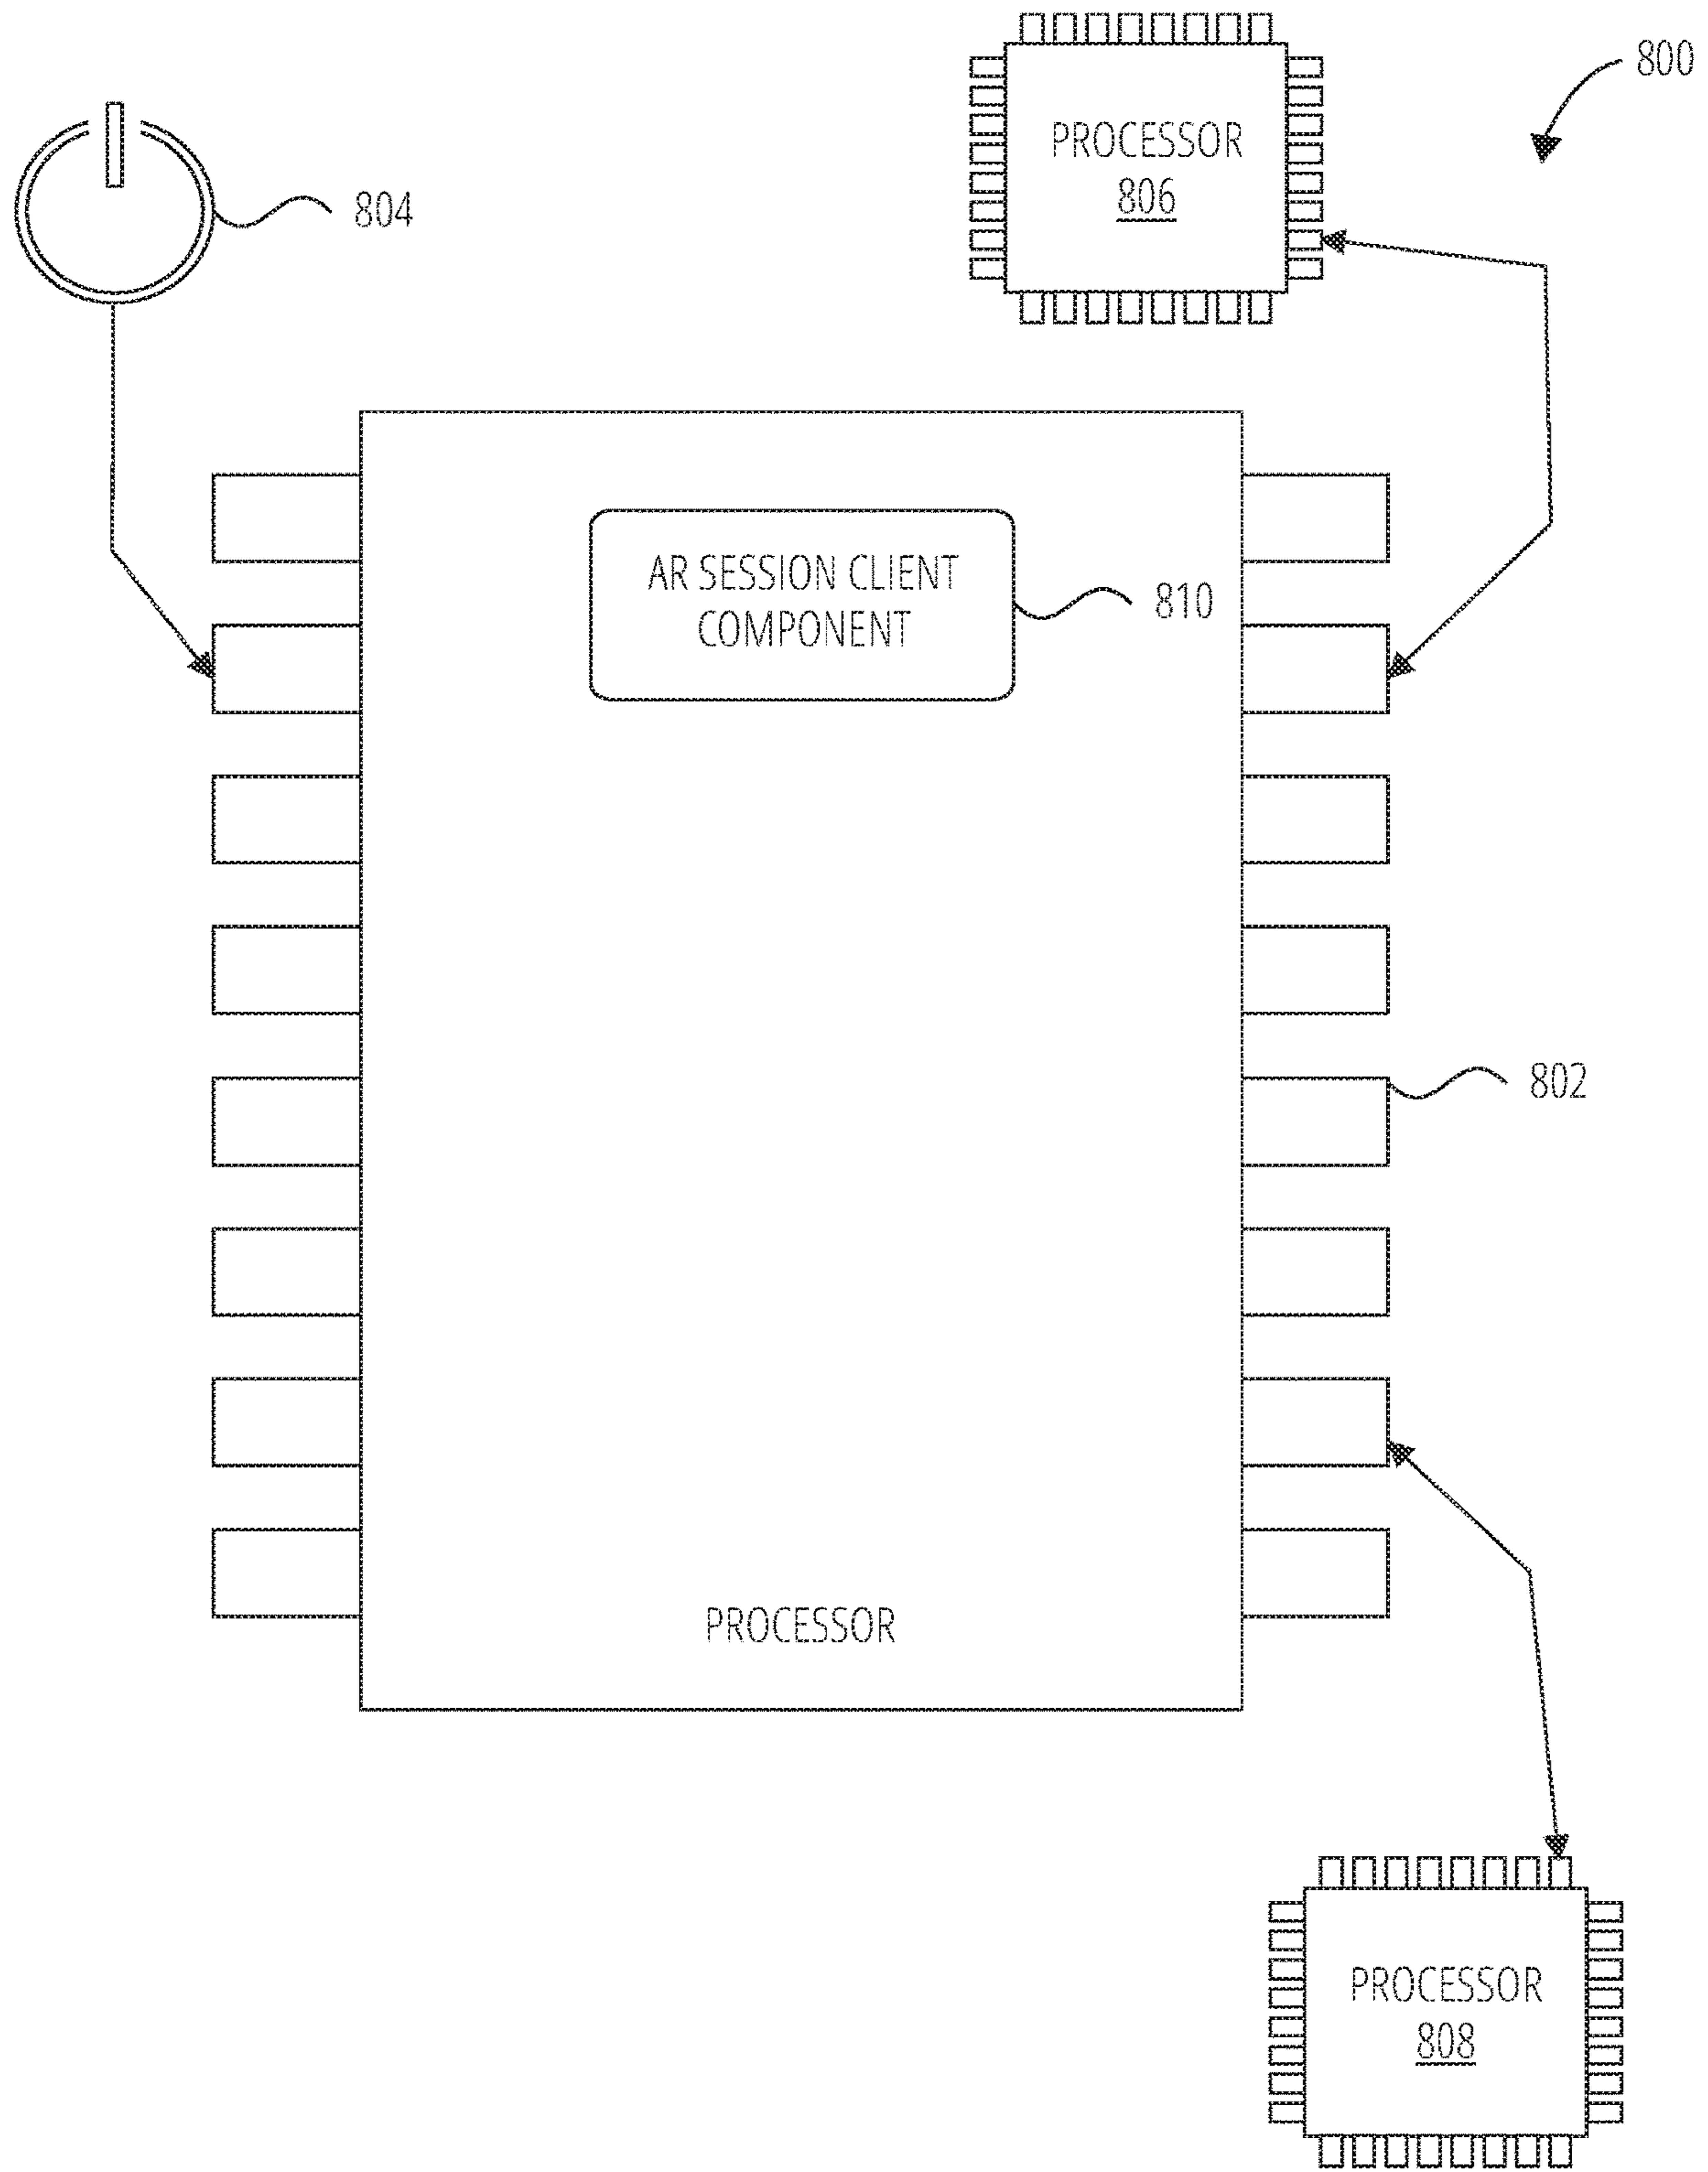 800
PROCESSOR
806
804
AR SESSION CLIENT
COMPONENT
810
802
PROCESSOR
PROCESSOR
808